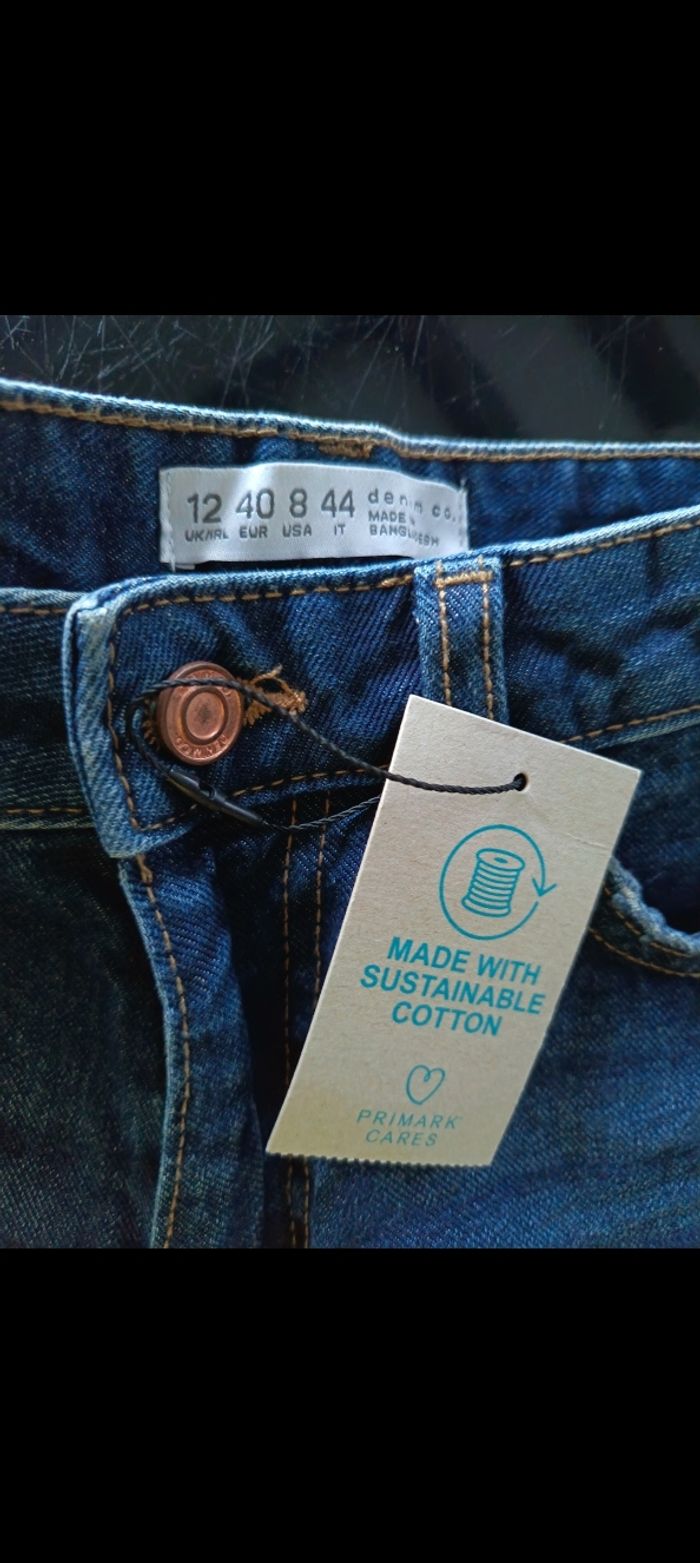 12 40 8 44 denim co.
UK/IRL EUR USA IT MADE IN
BANGLADESH
MADE WITH
SUSTAINABLE
COTTON
PRIMARK
CARES